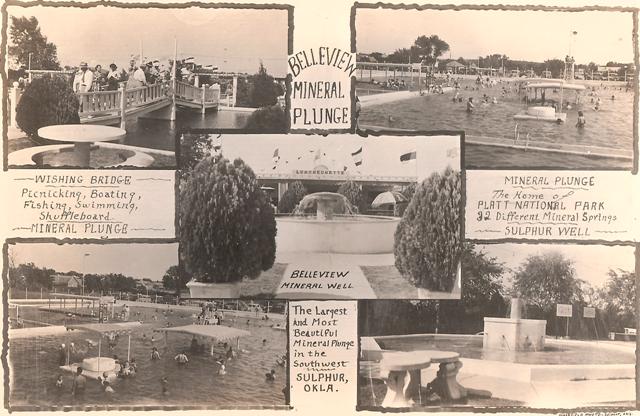 BELLEVIEW
MINERAL
PLUNGE
WISHING BRIDGE
Picnicking, Boating,
Fishing, Swimming,
Shuffleboard
MINERAL PLUNGE
MINERAL PLUNGE
The Home of
PLATT NATIONAL PARK
32 Different Mineral Springs
SULPHUR WELL
LUNCHEONETTE
BELLEVIEW
MINERAL WELL
The Largest
And Most
Beautiful
Mineral Plunge
in the
Southwest
SULPHUR,
OKLA.